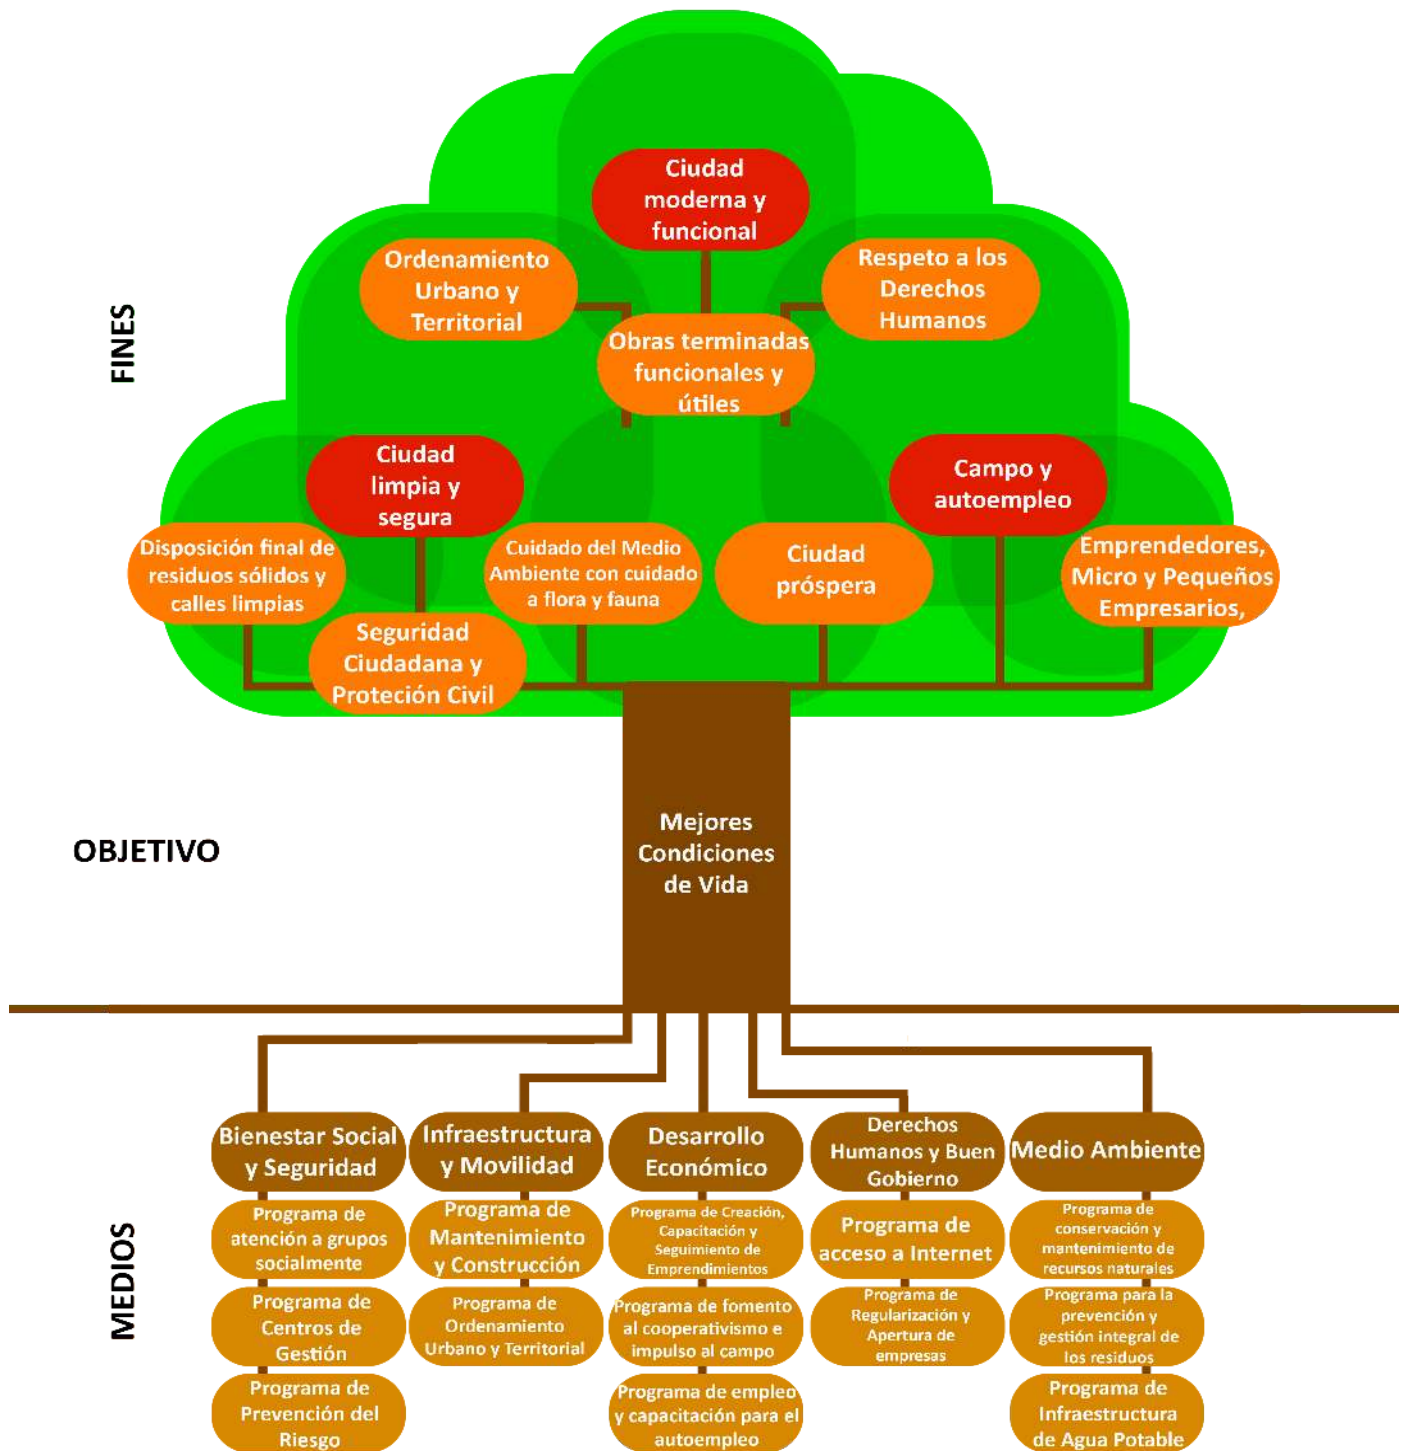 FINES
Ciudad
moderna y
funcional
Ordenamiento
Urbano y
Territorial
Respeto a los
Derechos
Humanos
Obras terminadas
funcionales y
útiles
Ciudad
limpia y
segura
Campo y
autoempleo
Disposición final de
residuos sólidos y
calles limpias
Cuidado del Medio
Ambiente con cuidado
a flora y fauna
Ciudad
próspera
Emprendedores,
Micro y Pequeños
Empresarios,
Seguridad
Ciudadana y
Proteción Civil
OBJETIVO
Mejores
Condiciones
de Vida
MEDIOS
Bienestar Social
y Seguridad
Programa de
atención a grupos
socialmente
Programa de
Centros de
Gestión
Programa de
Prevención del
Riesgo
Infraestructura
y Movilidad
Programa de
Mantenimiento
y Construcción
Programa de
Ordenamiento
Urbano y Territorial
Desarrollo
Económico
Programa de Creación,
Capacitación y
Seguimiento de
Emprendimientos
Programa de fomento
al cooperativismo e
impulso al campo
Programa de empleo
y capacitación para el
autoempleo
Derechos
Humanos y Buen
Gobierno
Programa de
acceso a Internet
Programa de
Regularización y
Apertura de
empresas
Medio Ambiente
Programa de
conservación y
mantenimiento de
recursos naturales
Programa para la
prevención y
gestión integral de
los residuos
Programa de
Infraestructura
de Agua Potable